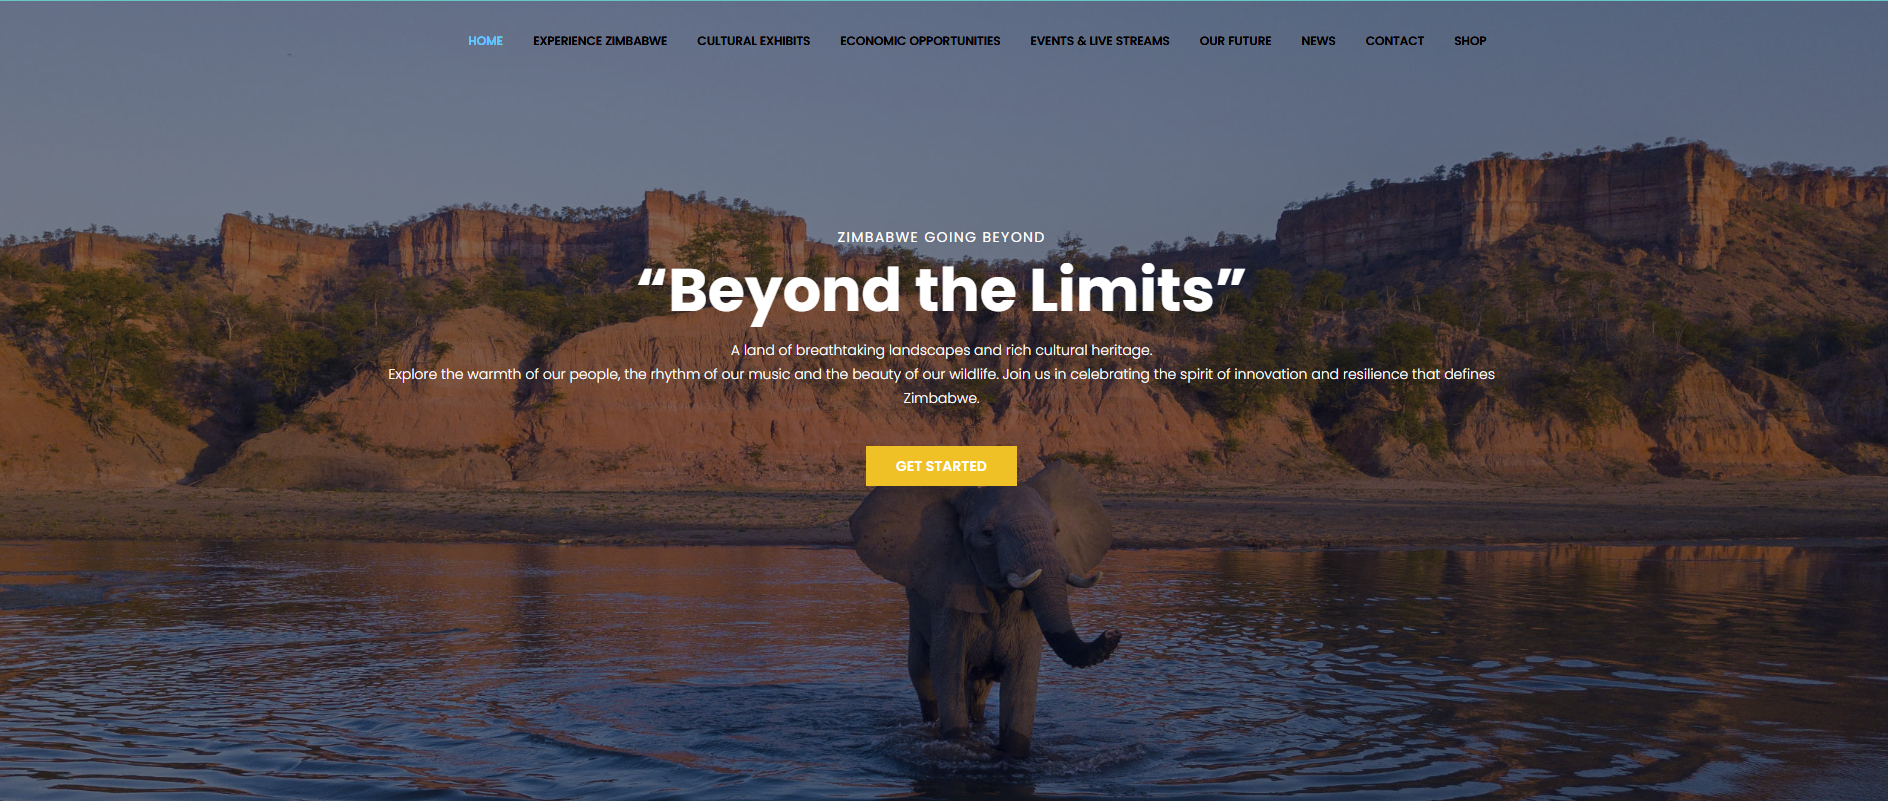 HOME EXPERIENCE ZIMBABWE CULTURAL EXHIBITS ECONOMIC OPPORTUNITIES EVENTS & LIVE STREAMS OUR FUTURE NEWS CONTACT SHOP
ZIMBABWE GOING BEYOND
“Beyond the Limits”
A land of breathtaking landscapes and rich cultural heritage.
Explore the warmth of our people, the rhythm of our music and the beauty of our wildlife. Join us in celebrating the spirit of innovation and resilience that defines
Zimbabwe.
GET STARTED